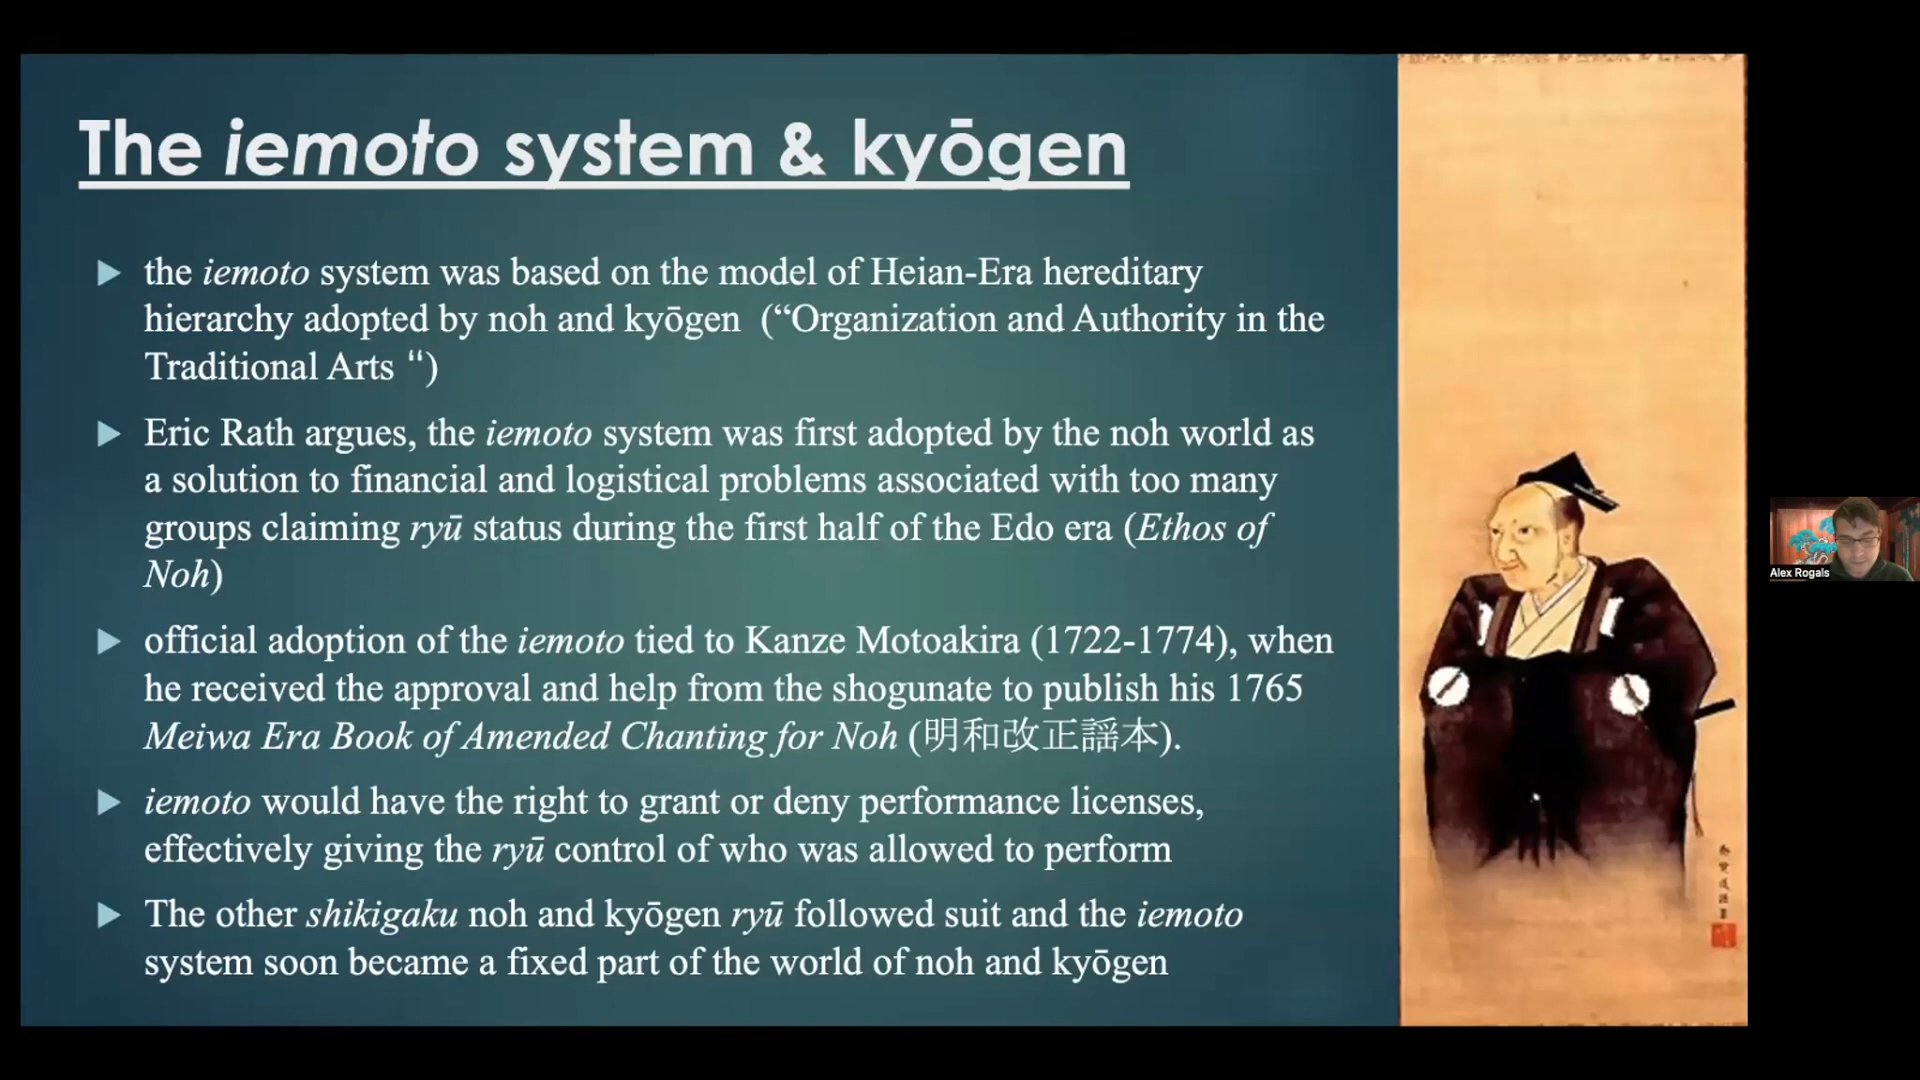 The iemoto system & kyōgen
the iemoto system was based on the model of Heian-Era hereditary
hierarchy adopted by noh and kyōgen (“Organization and Authority in the
Traditional Arts “)
Eric Rath argues, the iemoto system was first adopted by the noh world as
a solution to financial and logistical problems associated with too many
groups claiming ryū status during the first half of the Edo era (Ethos of
Noh)
official adoption of the iemoto tied to Kanze Motoakira (1722-1774), when
he received the approval and help from the shogunate to publish his 1765
Meiwa Era Book of Amended Chanting for Noh (明和改正謡本).
iemoto would have the right to grant or deny performance licenses,
effectively giving the ryū control of who was allowed to perform
The other shikigaku noh and kyōgen ryū followed suit and the iemoto
system soon became a fixed part of the world of noh and kyōgen
Alex Rogals